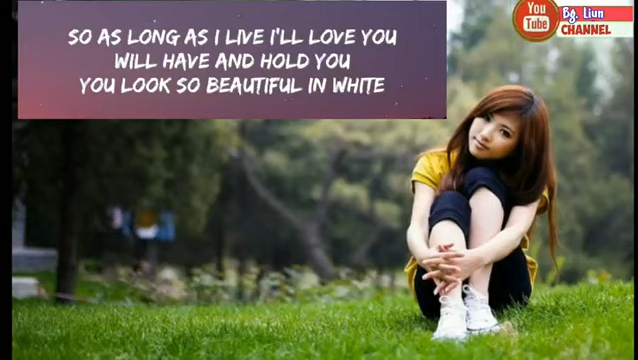 SO AS LONG AS I LIVE I'LL LOVE YOU
WILL HAVE AND HOLD YOU
YOU LOOK SO BEAUTIFUL IN WHITE
You
Tube
Bg. Liun
CHANNEL